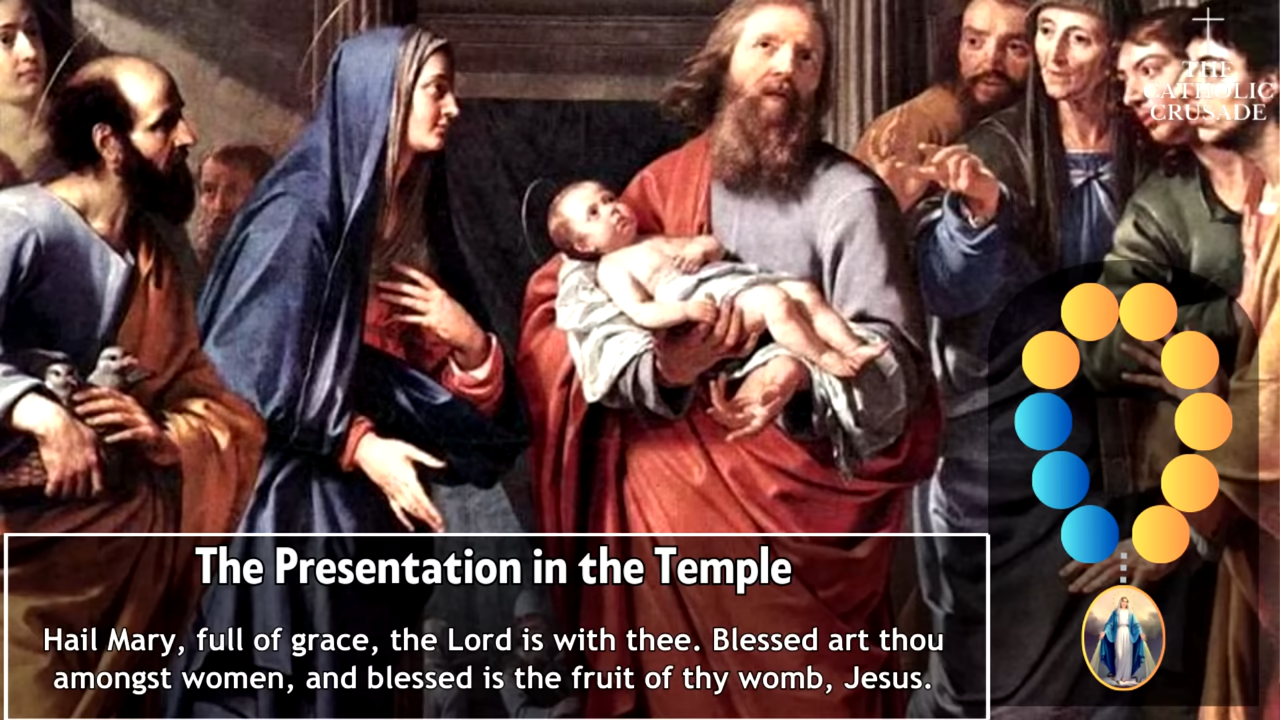 THE
CATHOLIC
CRUSADE
The Presentation in the Temple
Hail Mary, full of grace, the Lord is with thee. Blessed art thou
amongst women, and blessed is the fruit of thy womb, Jesus.